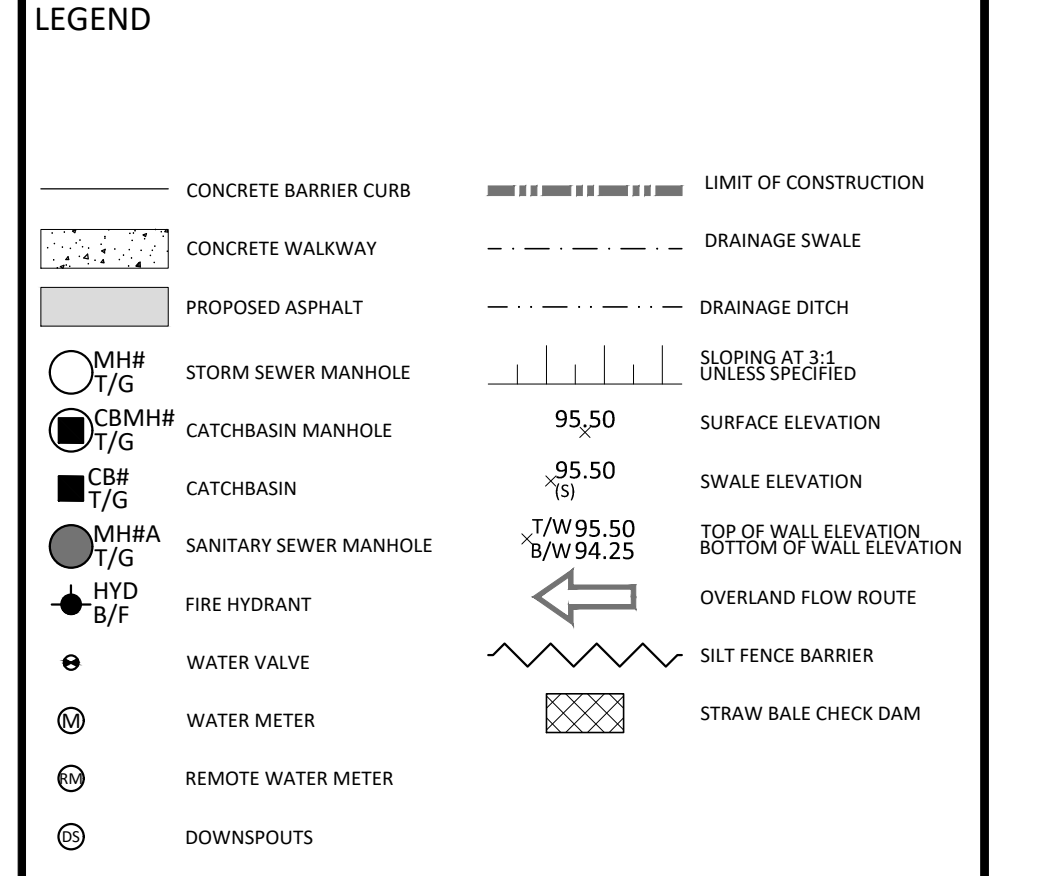 LEGEND
CONCRETE BARRIER CURB
CONCRETE WALKWAY
PROPOSED ASPHALT
MH#
T/G
STORM SEWER MANHOLE
CBMH#
T/G
CATCHBASIN MANHOLE
CB#
T/G
CATCHBASIN
MH#A
T/G
SANITARY SEWER MANHOLE
HYD
B/F
FIRE HYDRANT
WATER VALVE
M
WATER METER
RM
REMOTE WATER METER
DS
DOWNSPOUTS
LIMIT OF CONSTRUCTION
DRAINAGE SWALE
DRAINAGE DITCH
SLOPING AT 3:1
UNLESS SPECIFIED
95.50
SURFACE ELEVATION
95.50
(S)
SWALE ELEVATION
T/W 95.50
B/W 94.25
TOP OF WALL ELEVATION
BOTTOM OF WALL ELEVATION
OVERLAND FLOW ROUTE
SILT FENCE BARRIER
STRAW BALE CHECK DAM